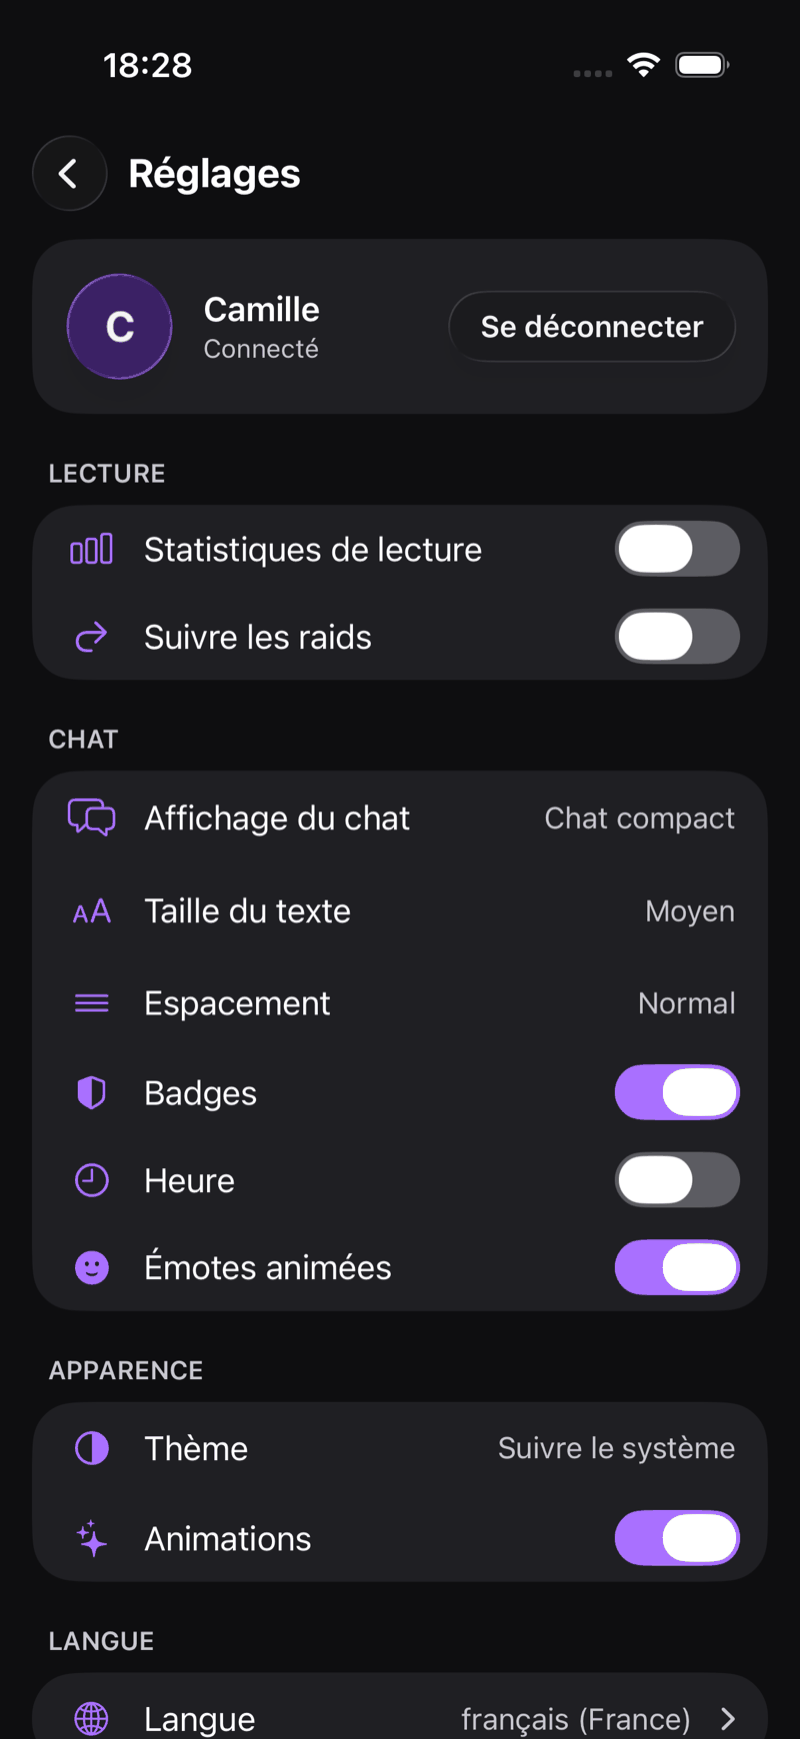 18:28
Réglages
C
Camille
Connecté
Se déconnecter
LECTURE
Statistiques de lecture
Suivre les raids
CHAT
Affichage du chat
Chat compact
AA Taille du texte
Moyen
Espacement
Normal
Badges
Heure
Émotes animées
APPARENCE
Thème
Suivre le système
Animations
LANGUE
Langue
français (France)